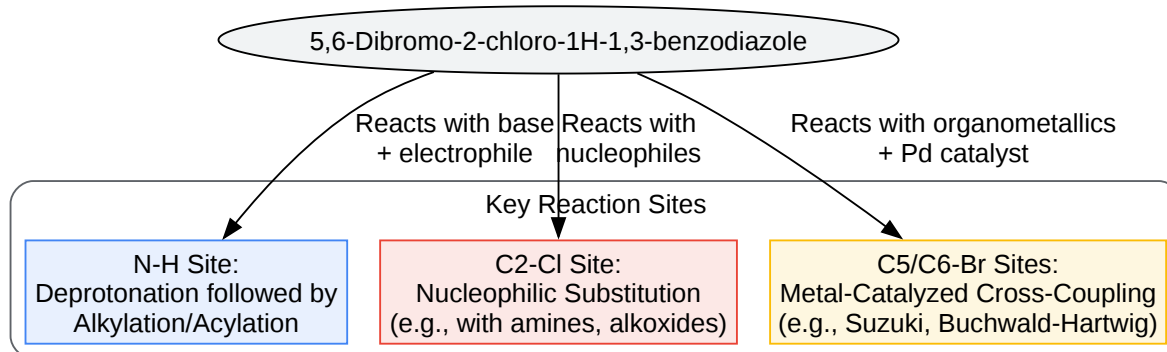 5,6-Dibromo-2-chloro-1H-1,3-benzodiazole
Reacts with base
+ electrophile
Reacts with
nucleophiles
Reacts with organometallics
+ Pd catalyst
Key Reaction Sites
N-H Site:
Deprotonation followed by
Alkylation/Acylation
C2-Cl Site:
Nucleophilic Substitution
(e.g., with amines, alkoxides)
C5/C6-Br Sites:
Metal-Catalyzed Cross-Coupling
(e.g., Suzuki, Buchwald-Hartwig)